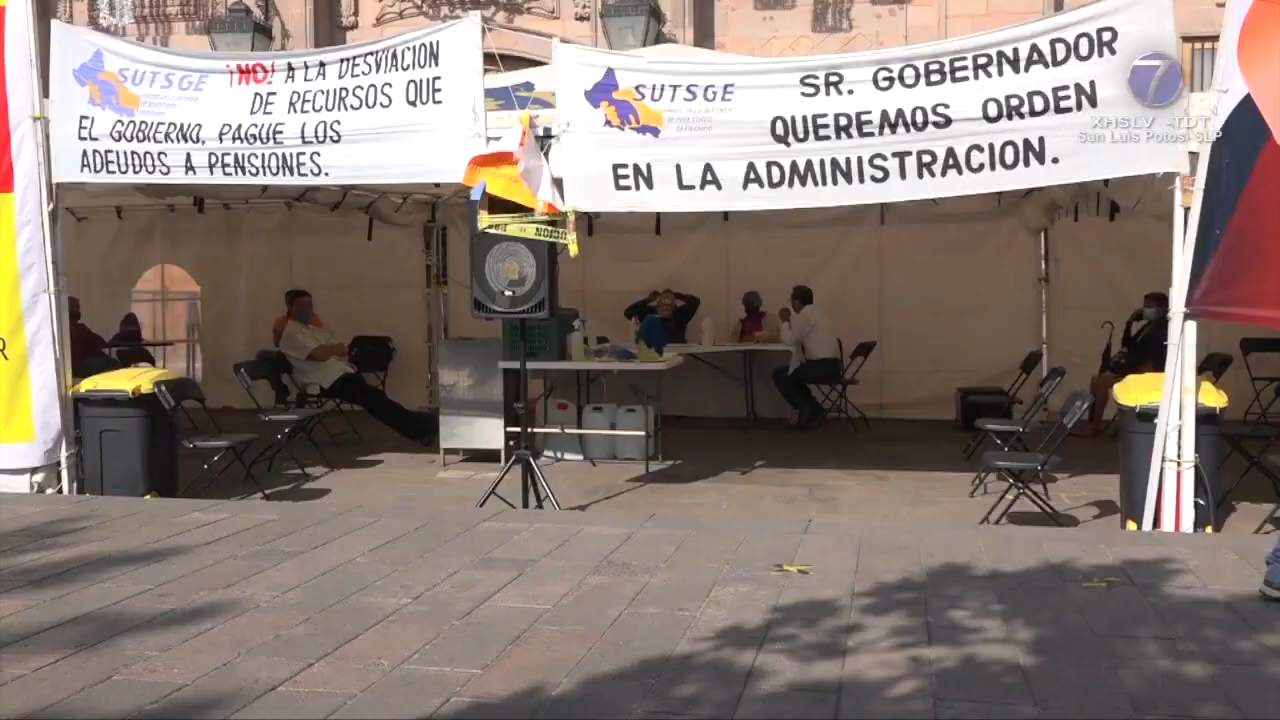 SUTSGE
¡NO! A LA DESVIACION
DE RECURSOS QUE
EL GOBIERNO, PAGUE LOS
ADEUDOS A PENSIONES.
SUTSGE
SR. GOBERNADOR
QUEREMOS ORDEN
EN LA ADMINISTRACION.
7
XHSLV -TDT
San Luis Potosí SLP
R